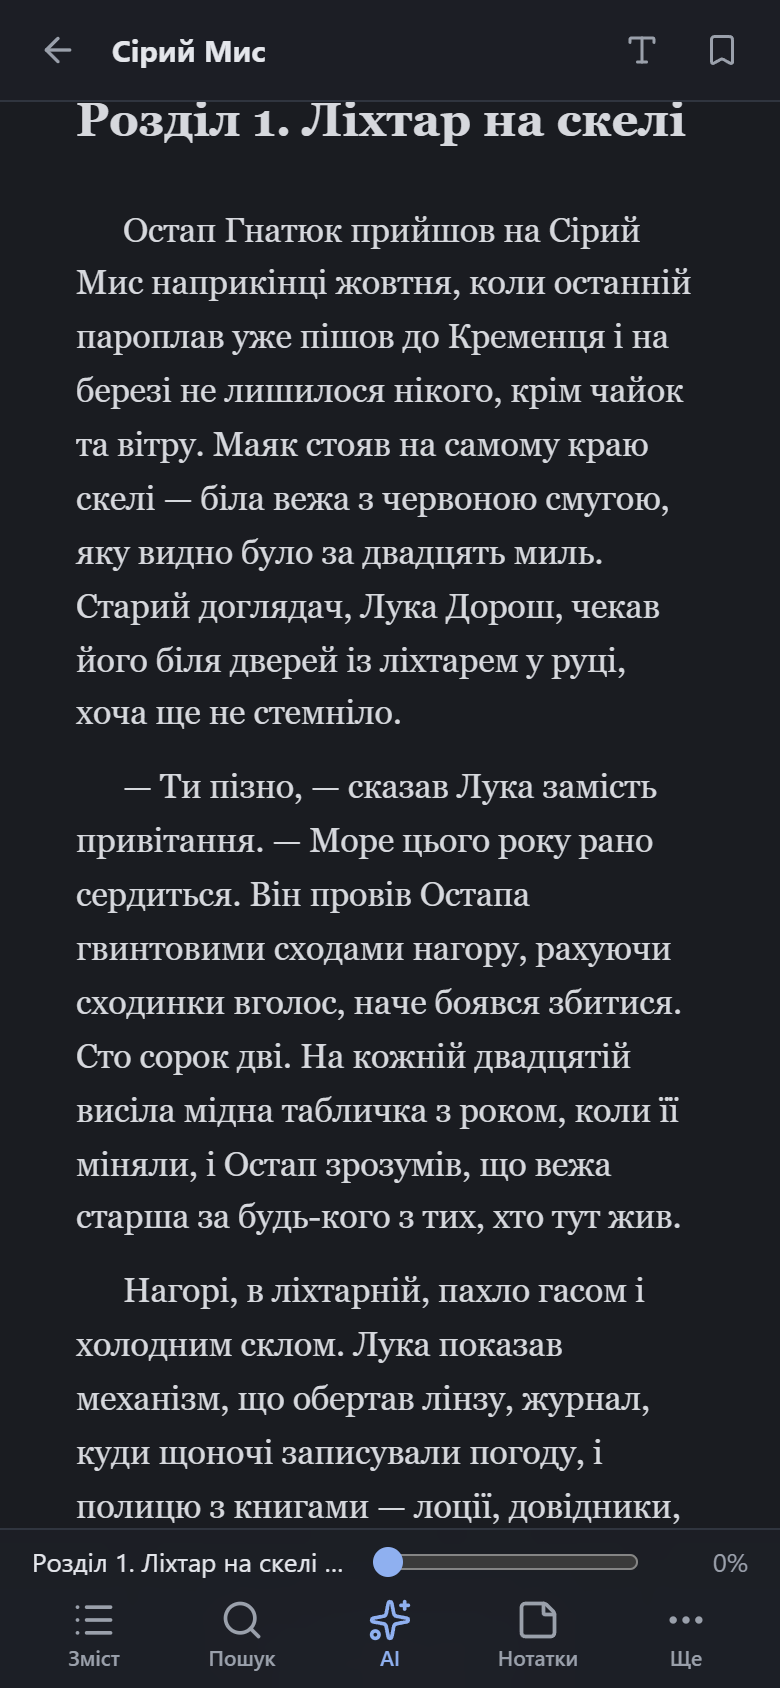 Сірий Мис
Розділ 1. Ліхтар на скелі
Остап Гнатюк прийшов на Сірий
Мис наприкінці жовтня, коли останній
пароплав уже пішов до Кременця і на
березі не лишилося нікого, крім чайок
та вітру. Маяк стояв на самому краю
скелі — біла вежа з червоною смугою,
яку видно було за двадцять миль.
Старий доглядач, Лука Дорош, чекав
його біля дверей із ліхтарем у руці,
хоча ще не стемніло.
— Ти пізно, — сказав Лука замість
привітання. — Море цього року рано
сердиться. Він провів Остапа
гвинтовими сходами нагору, рахуючи
сходинки вголос, наче боявся збитися.
Сто сорок дві. На кожній двадцятій
висіла мідна табличка з роком, коли її
міняли, і Остап зрозумів, що вежа
старша за будь-кого з тих, хто тут жив.
Нагорі, в ліхтарній, пахло гасом і
холодним склом. Лука показав
механізм, що обертав лінзу, журнал,
куди щоночі записували погоду, і
полицю з книгами — лоції, довідники,
Розділ 1. Ліхтар на скелі ... 0%
Зміст Пошук AI Нотатки Ще